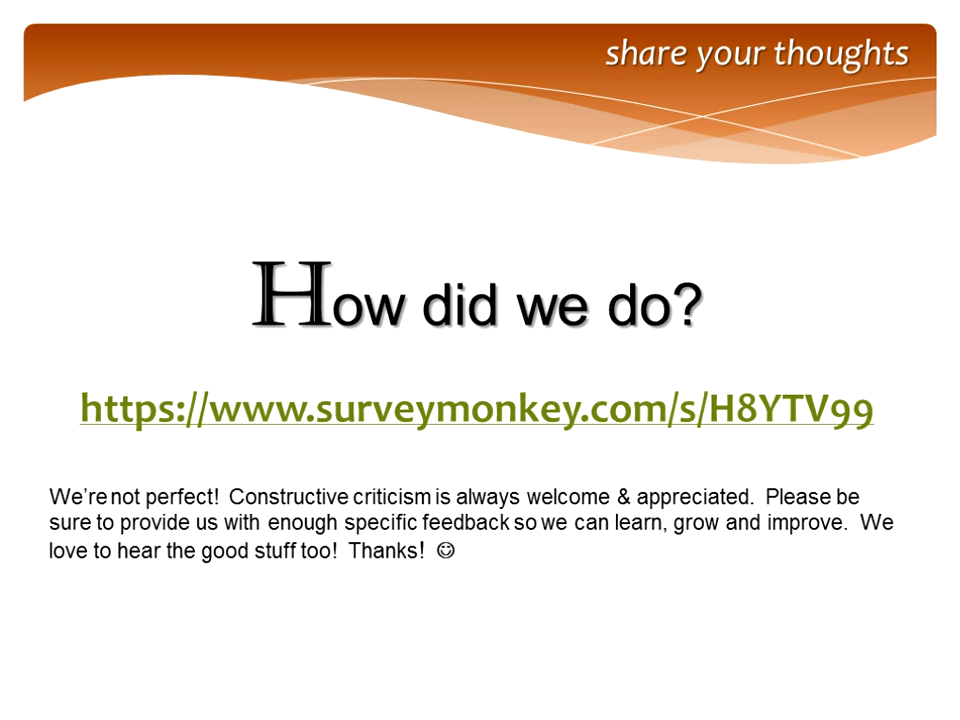 share your thoughts
How did we do?
https://www.surveymonkey.com/s/H8YTV99
We’re not perfect!  Constructive criticism is always welcome & appreciated.  Please be
sure to provide us with enough specific feedback so we can learn, grow and improve.  We
love to hear the good stuff too!  Thanks!  ☺